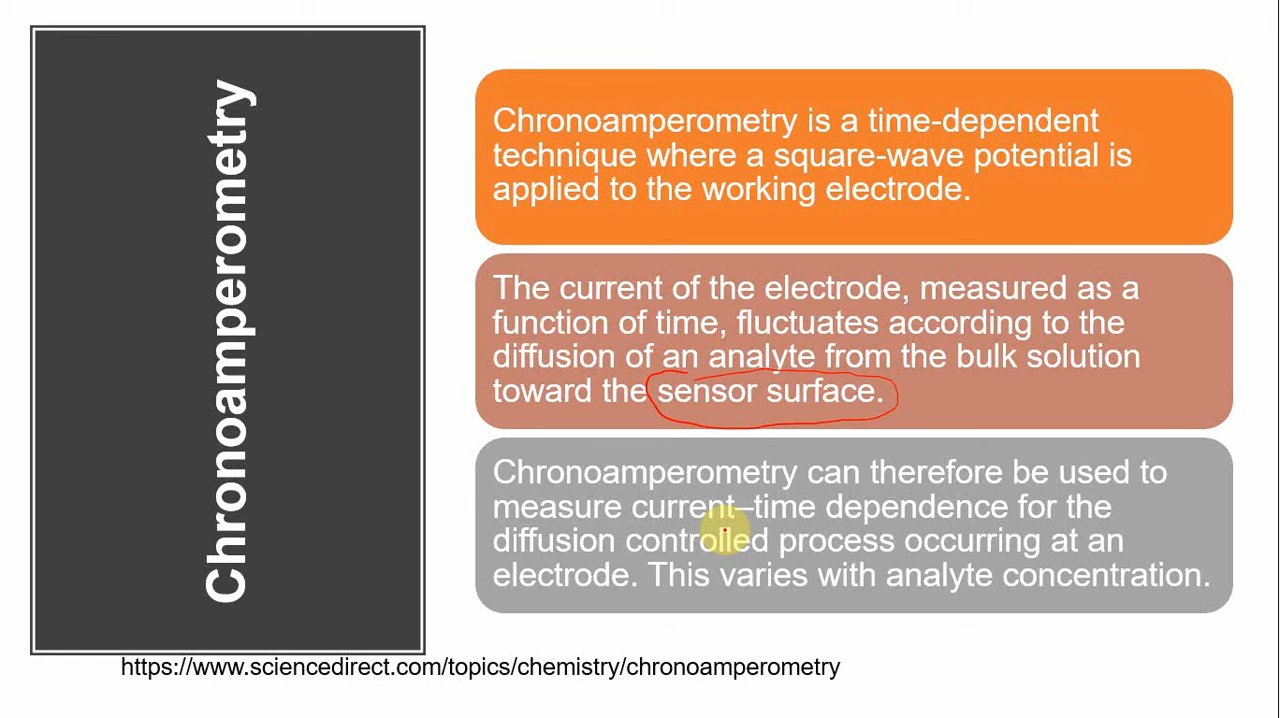 Chronoamperometry
Chronoamperometry is a time-dependent
technique where a square-wave potential is
applied to the working electrode.
The current of the electrode, measured as a
function of time, fluctuates according to the
diffusion of an analyte from the bulk solution
toward the sensor surface.
Chronoamperometry can therefore be used to
measure current–time dependence for the
diffusion controlled process occurring at an
electrode. This varies with analyte concentration.
https://www.sciencedirect.com/topics/chemistry/chronoamperometry